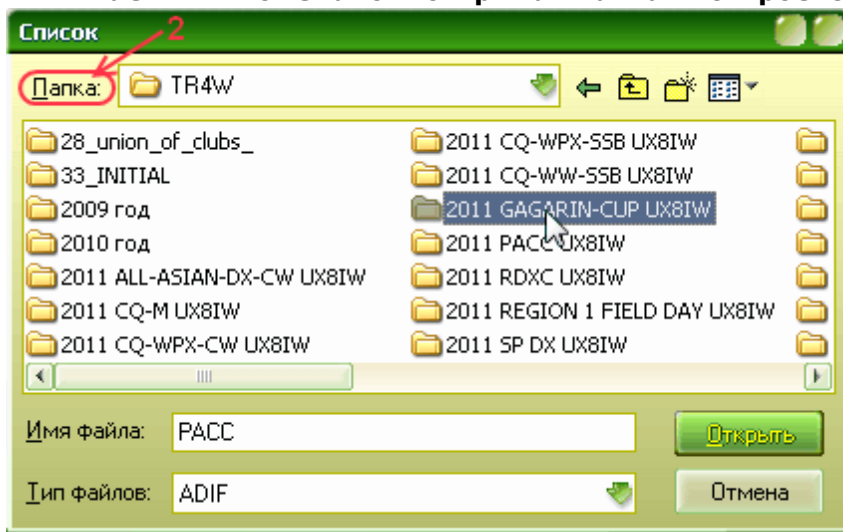 Список
2
Папка: TR4W
28_union_of_clubs_
33_INITIAL
2009 год
2010 год
2011 ALL-ASIAN-DX-CW UX8IW
2011 CQ-M UX8IW
2011 CQ-WPX-CW UX8IW
2011 CQ-WPX-SSB UX8IW
2011 CQ-WW-SSB UX8IW
2011 GAGARIN-CUP UX8IW
2011 PACC UX8IW
2011 RDXC UX8IW
2011 REGION 1 FIELD DAY UX8IW
2011 SP DX UX8IW
Имя файла: PACC
Открыть
Тип файлов: ADIF
Отмена